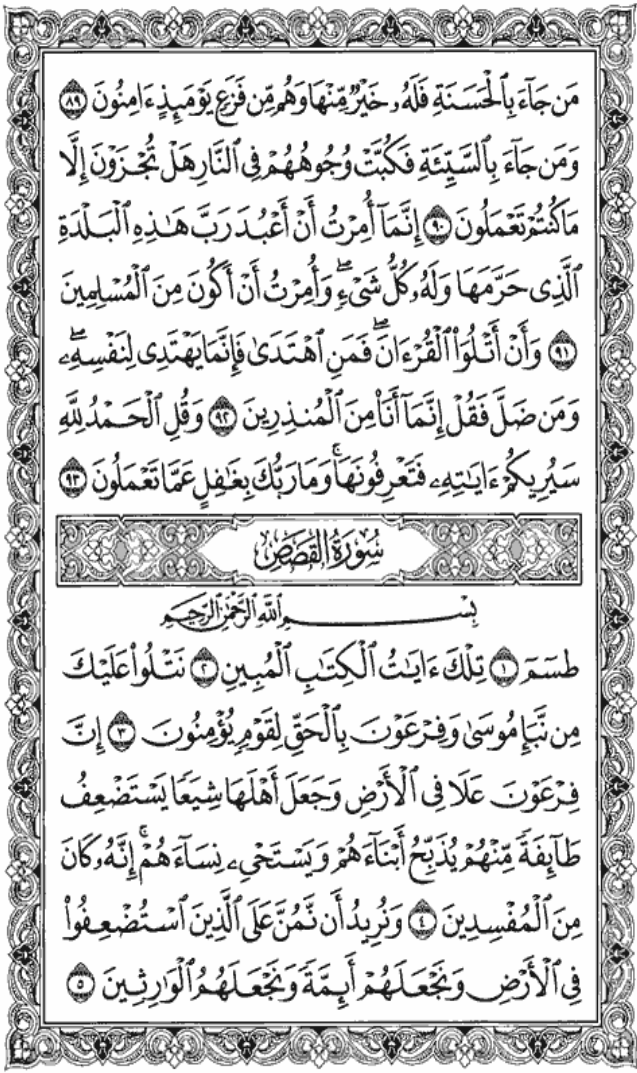 مَن جَآءَ بِٱلْحَسَنَةِ فَلَهُۥ خَيْرٌ مِّنْهَا وَهُم مِّن فَزَعٍ يَوْمَئِذٍ ءَامِنُونَ ٨٩
وَمَن جَآءَ بِٱلسَّيِّئَةِ فَكُبَّتْ وُجُوهُهُمْ فِى ٱلنَّارِ هَلْ تُجْزَوْنَ إِلَّا
مَا كُنتُمْ تَعْمَلُونَ ٩٠ إِنَّمَآ أُمِرْتُ أَنْ أَعْبُدَ رَبَّ هَٰذِهِ ٱلْبَلْدَةِ
ٱلَّذِى حَرَّمَهَا وَلَهُۥ كُلُّ شَىْءٍ ۖ وَأُمِرْتُ أَنْ أَكُونَ مِنَ ٱلْمُسْلِمِينَ
٩١ وَأَنْ أَتْلُوَا۟ ٱلْقُرْءَانَ ۖ فَمَنِ ٱهْتَدَىٰ فَإِنَّمَا يَهْتَدِى لِنَفْسِهِۦ ۖ
وَمَن ضَلَّ فَقُلْ إِنَّمَآ أَنَا۠ مِنَ ٱلْمُنذِرِينَ ٩٢ وَقُلِ ٱلْحَمْدُ لِلَّهِ
سَيُرِيكُمْ ءَايَٰتِهِۦ فَتَعْرِفُونَهَا ۚ وَمَا رَبُّكَ بِغَٰفِلٍ عَمَّا تَعْمَلُونَ ٩٣
سُورَةُ القَصَصِ
بِسْمِ ٱللَّهِ ٱلرَّحْمَٰنِ ٱلرَّحِيمِ
طسٓمٓ ١ تِلْكَ ءَايَٰتُ ٱلْكِتَٰبِ ٱلْمُبِينِ ٢ نَتْلُوا۟ عَلَيْكَ
مِن نَّبَإِ مُوسَىٰ وَفِرْعَوْنَ بِٱلْحَقِّ لِقَوْمٍ يُؤْمِنُونَ ٣ إِنَّ
فِرْعَوْنَ عَلَا فِى ٱلْأَرْضِ وَجَعَلَ أَهْلَهَا شِيَعًا يَسْتَضْعِفُ
طَآئِفَةً مِّنْهُمْ يُذَبِّحُ أَبْنَآءَهُمْ وَيَسْتَحْىِۦ نِسَآءَهُمْ ۚ إِنَّهُۥ كَانَ
مِنَ ٱلْمُفْسِدِينَ ٤ وَنُرِيدُ أَن نَّمُنَّ عَلَى ٱلَّذِينَ ٱسْتُضْعِفُوا۟
فِى ٱلْأَرْضِ وَنَجْعَلَهُمْ أَئِمَّةً وَنَجْعَلَهُمُ ٱلْوَٰرِثِينَ ٥